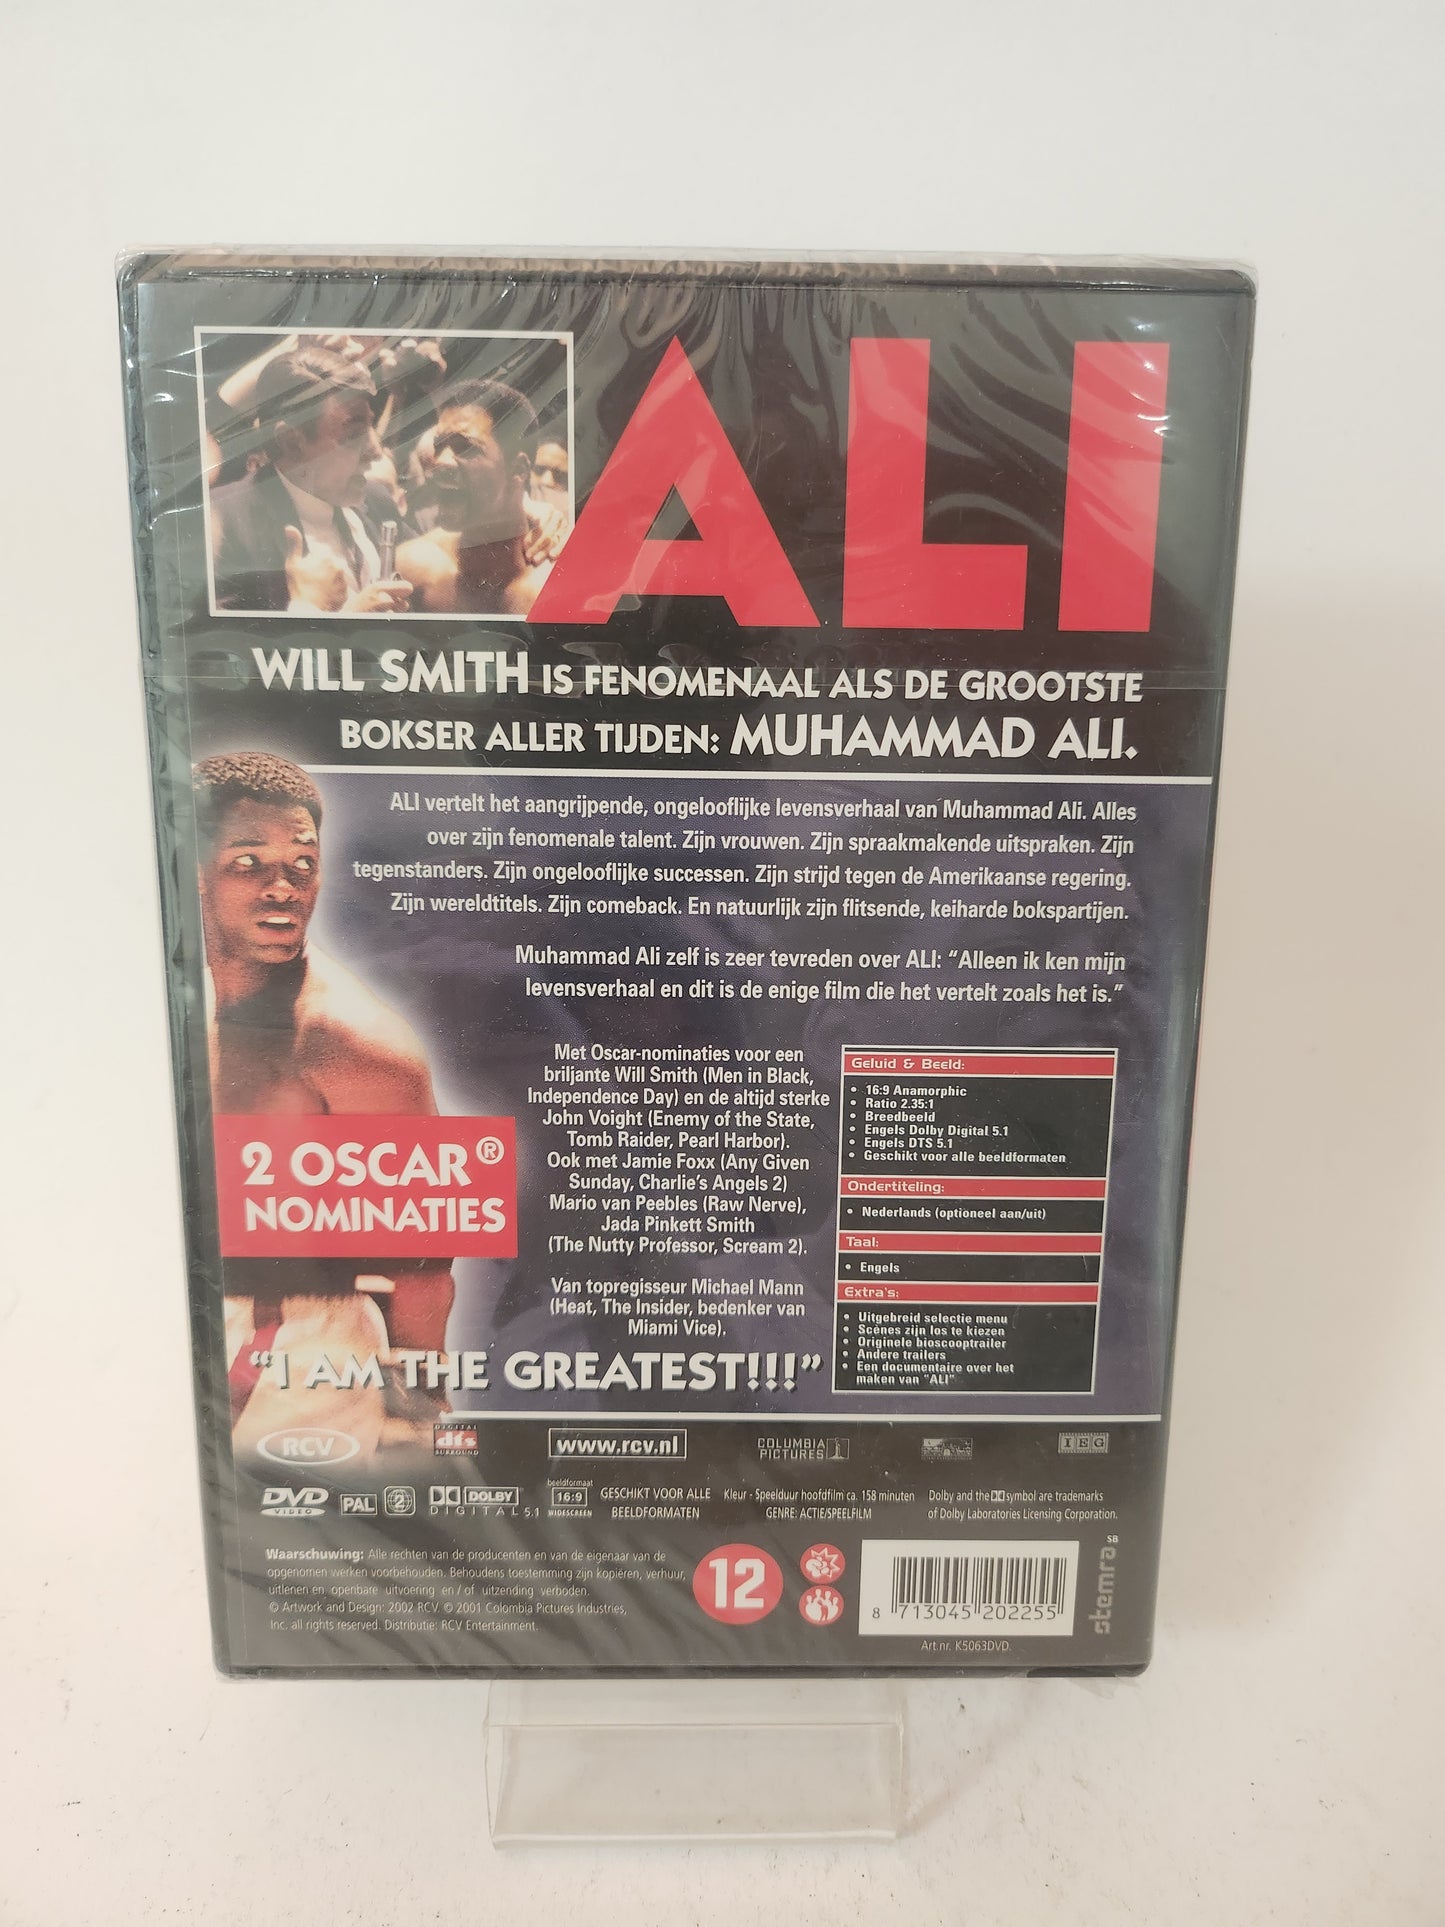 ALI
WILL SMITH IS FENOMENAAL ALS DE GROOTSTE
BOKSER ALLER TIJDEN: MUHAMMAD ALI.
ALI vertelt het aangrijpende, ongelooflijke levensverhaal van Muhammad Ali. Alles
over zijn fenomenale talent. Zijn vrouwen. Zijn spraakmakende uitspraken. Zijn
tegenstanders. Zijn ongelooflijke successen. Zijn strijd tegen de Amerikaanse regering.
Zijn wereldtitels. Zijn comeback. En natuurlijk zijn flitsende, keiharde bokspartijen.
Muhammad Ali zelf is zeer tevreden over ALI: “Alleen ik ken mijn
levensverhaal en dit is de enige film die het vertelt zoals het is.”
Met Oscar-nominaties voor een
briljante Will Smith (Men in Black,
Independence Day) en de altijd sterke
John Voight (Enemy of the State,
Tomb Raider, Pearl Harbor).
Ook met Jamie Foxx (Any Given
Sunday, Charlie's Angels 2)
Mario van Peebles (Raw Nerve),
Jada Pinkett Smith
(The Nutty Professor, Scream 2).
Van topregisseur Michael Mann
(Heat, The Insider, bedenker van
Miami Vice).
2 OSCAR®
NOMINATIES
“I AM THE GREATEST!!!”
Geluid & Beeld:
• 16:9 Anamorphic
• Ratio 2.35:1
• Breedbeeld
• Engels Dolby Digital 5.1
• Engels DTS 5.1
• Geschikt voor alle beeldformaten
Ondertiteling:
• Nederlands (optioneel aan/uit)
Taal:
• Engels
Extra's:
• Uitgebreid selectie menu
• Scènes zijn los te kiezen
• Originele bioscooptrailer
• Andere trailers
• Een documentaire over het
maken van "ALI"
RCV
DIGITAL
dts
SURROUND
www.rcv.nl
COLUMBIA
PICTURES
IEG
DVD
VIDEO
PAL
2
DOLBY
DIGITAL 5.1
beeldformaat
16:9
WIDESCREEN
GESCHIKT VOOR ALLE
BEELDFORMATEN
Kleur - Speelduur hoofdfilm ca. 158 minuten
GENRE: ACTIE/SPEELFILM
Dolby and the symbol are trademarks
of Dolby Laboratories Licensing Corporation.
Waarschuwing: Alle rechten van de producenten en van de eigenaar van de
opgenomen werken voorbehouden. Behoudens toestemming zijn kopiëren, verhuur,
uitlenen en openbare uitvoering en / of uitzending verboden.
© Artwork and Design: 2002 RCV. © 2001 Colombia Pictures Industries,
Inc. all rights reserved. Distributie: RCV Entertainment.
12
8 713045 202255
Art.nr. K5063DVD.
SB
stemra